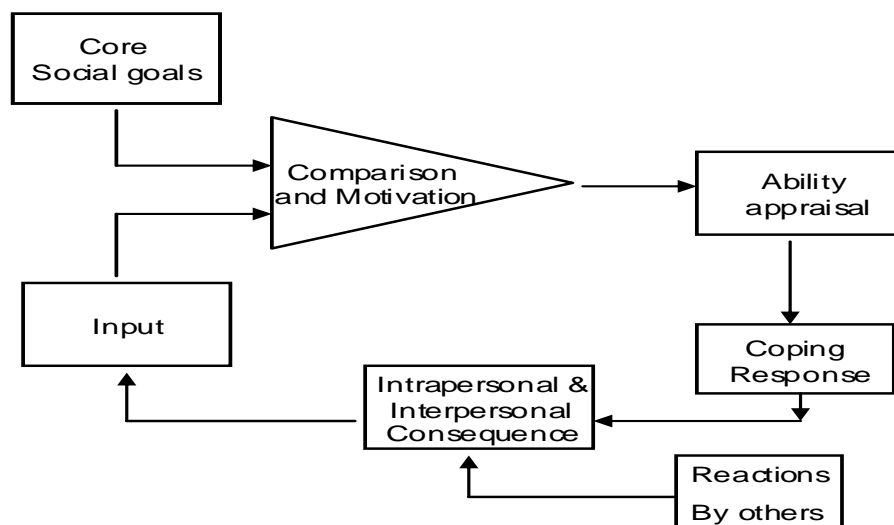 Core
Social goals
Comparison
and Motivation
Ability
appraisal
Input
Coping
Response
Intrapersonal &
Interpersonal
Consequence
Reactions
By others